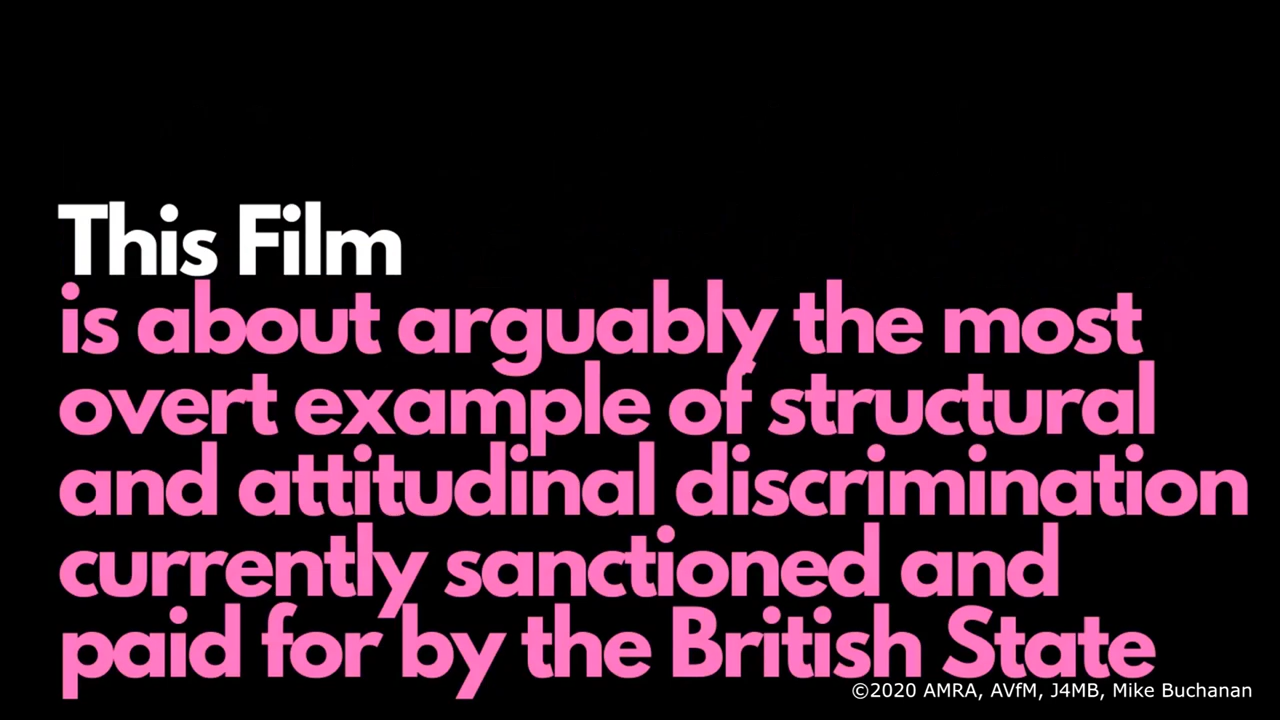 This Film
is about arguably the most
overt example of structural
and attitudinal discrimination
currently sanctioned and
paid for by the British State
©2020 AMRA, AVfM, J4MB, Mike Buchanan